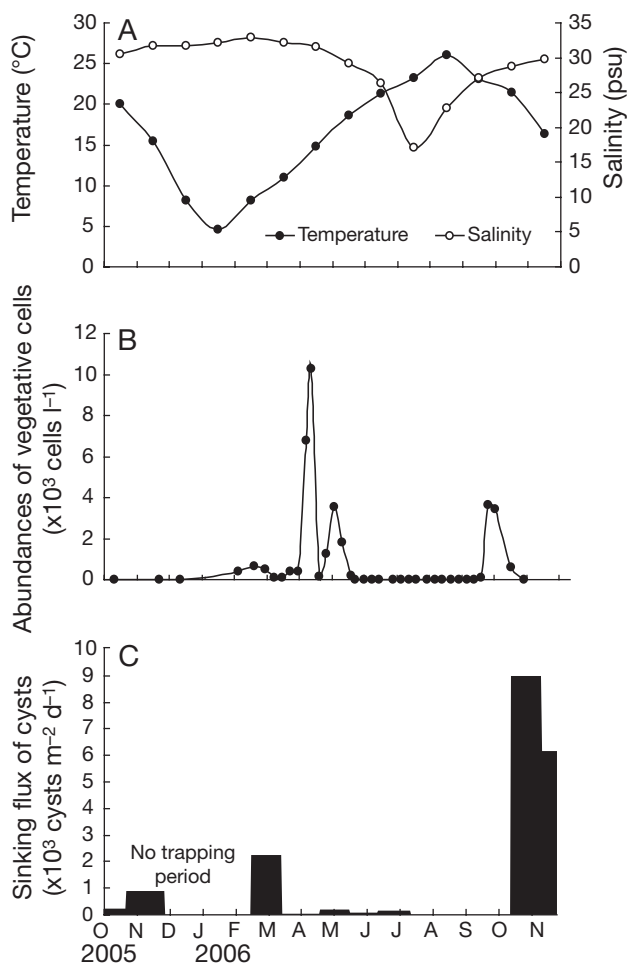 A
Temperature (°C)
30
25
20
15
10
5
0
35
30
25
20
15
10
5
0
Salinity (psu)
Temperature
Salinity
B
Abundances of vegetative cells
(x10³ cells l⁻¹)
12
10
8
6
4
2
0
C
Sinking flux of cysts
(x10³ cysts m⁻² d⁻¹)
10
9
8
7
6
5
4
3
2
1
0
No trapping
period
O N D J F M A M J J A S O N
2005 2006